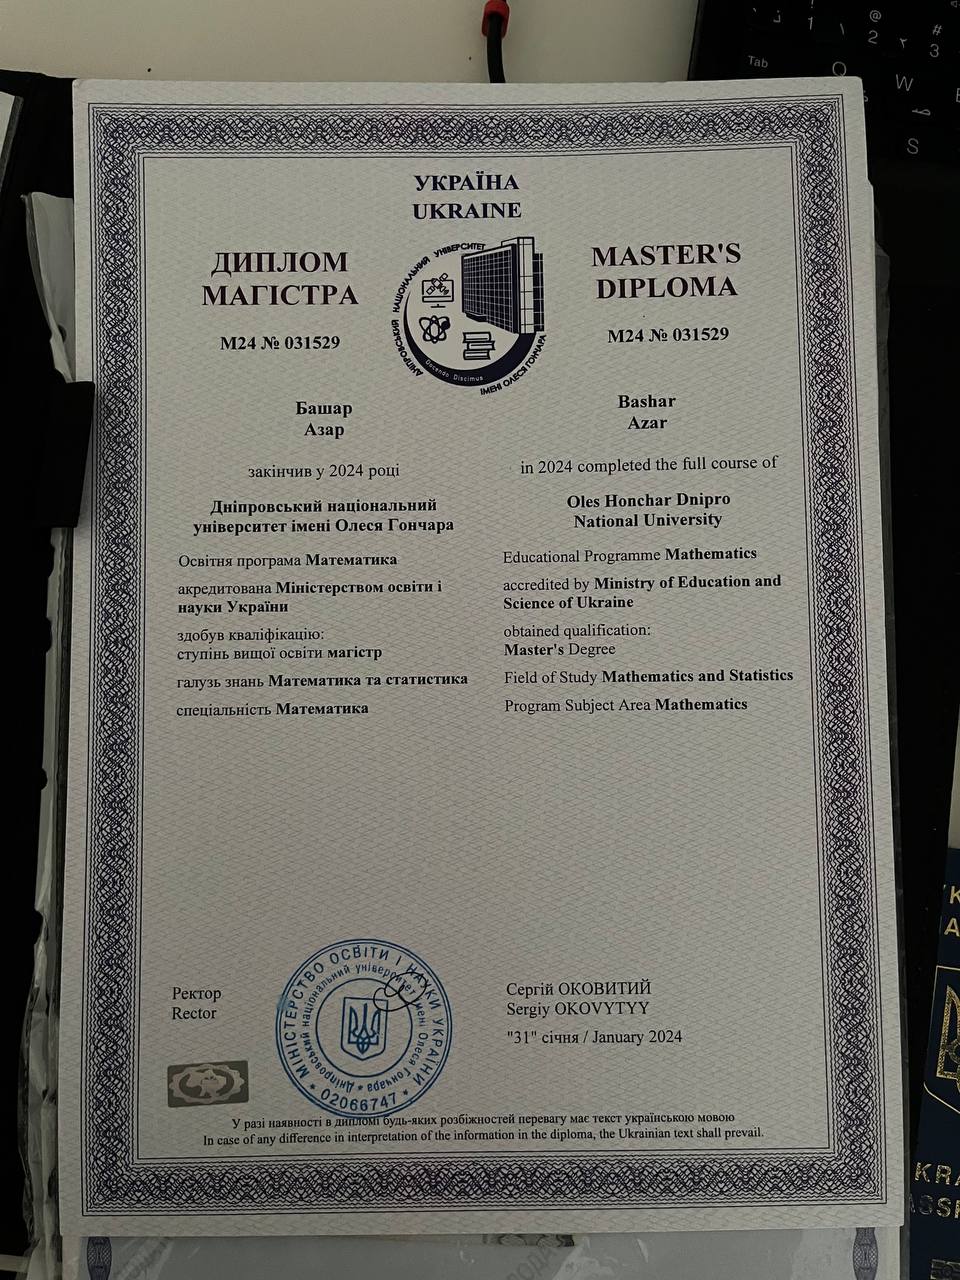 УКРАЇНА
UKRAINE
ДИПЛОМ
МАГІСТРА
М24 № 031529
MASTER'S
DIPLOMA
М24 № 031529
ДНІПРОВСЬКИЙ НАЦІОНАЛЬНИЙ УНІВЕРСИТЕТ
ІМЕНІ ОЛЕСЯ ГОНЧАРА
Docendo Discimus
Башар
Азар
закінчив у 2024 році
Дніпровський національний
університет імені Олеся Гончара
Освітня програма Математика
акредитована Міністерством освіти і
науки України
здобув кваліфікацію:
ступінь вищої освіти магістр
галузь знань Математика та статистика
спеціальність Математика
Bashar
Azar
in 2024 completed the full course of
Oles Honchar Dnipro
National University
Educational Programme Mathematics
accredited by Ministry of Education and
Science of Ukraine
obtained qualification:
Master's Degree
Field of Study Mathematics and Statistics
Program Subject Area Mathematics
Ректор
Rector
МІНІСТЕРСТВО ОСВІТИ І НАУКИ УКРАЇНИ
Дніпровський національний університет імені Олеся Гончара
* 02066747 *
Сергій ОКОВИТИЙ
Sergiy OKOVYTYY
"31" січня / January 2024
У разі наявності в дипломі будь-яких розбіжностей перевагу має текст українською мовою
In case of any difference in interpretation of the information in the diploma, the Ukrainian text shall prevail.
Tab
Q
W
S
1
@
2
#
3